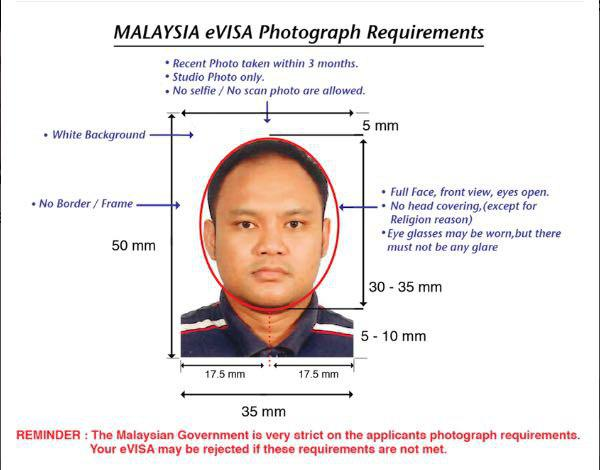 MALAYSIA eVISA Photograph Requirements
• Recent Photo taken within 3 months.
• Studio Photo only.
• No selfie / No scan photo are allowed.
5 mm
• White Background
• Full Face, front view, eyes open.
• No head covering,(except for
Religion reason)
• Eye glasses may be worn,but there
must not be any glare
• No Border / Frame
50 mm
30 - 35 mm
5 - 10 mm
17.5 mm
17.5 mm
35 mm
REMINDER : The Malaysian Government is very strict on the applicants photograph requirements.
Your eVISA may be rejected if these requirements are not met.